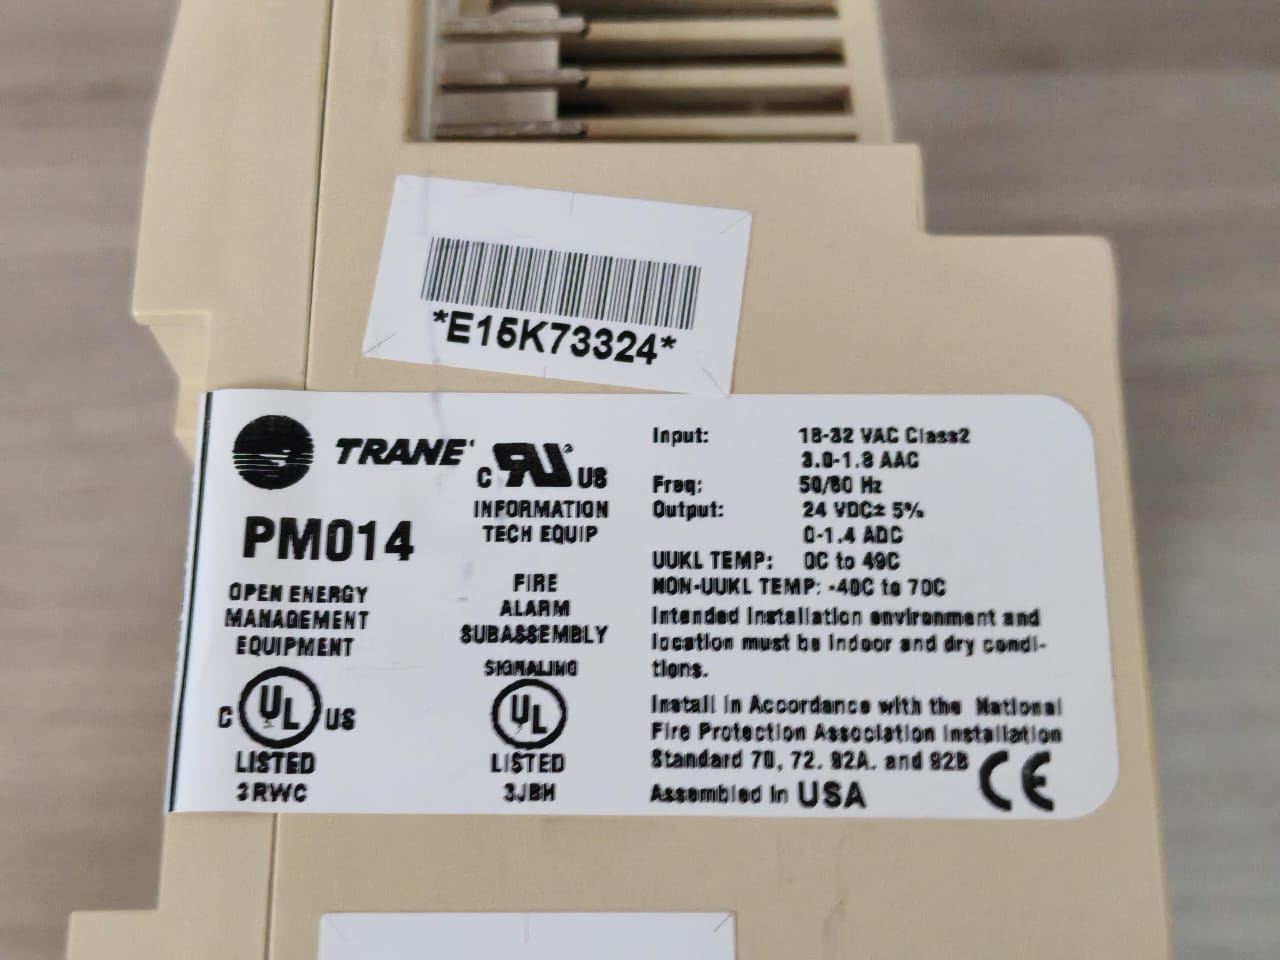 *E15K73324*
TRANE
PM014
OPEN ENERGY
MANAGEMENT
EQUIPMENT
C UL US
LISTED
3RWC
C RU US
INFORMATION
TECH EQUIP
FIRE
ALARM
SUBASSEMBLY
SIGNALING
UL
LISTED
3JBH
Input: 18-32 VAC Class2
3.0-1.8 AAC
Freq: 50/60 Hz
Output: 24 VDC± 5%
0-1.4 ADC
UUKL TEMP: 0C to 49C
NON-UUKL TEMP: -40C to 70C
Intended Installation environment and
location must be indoor and dry condi-
tions.
Install in Accordance with the National
Fire Protection Association Installation
Standard 70, 72. 92A. and 92B
Assembled in USA
CE